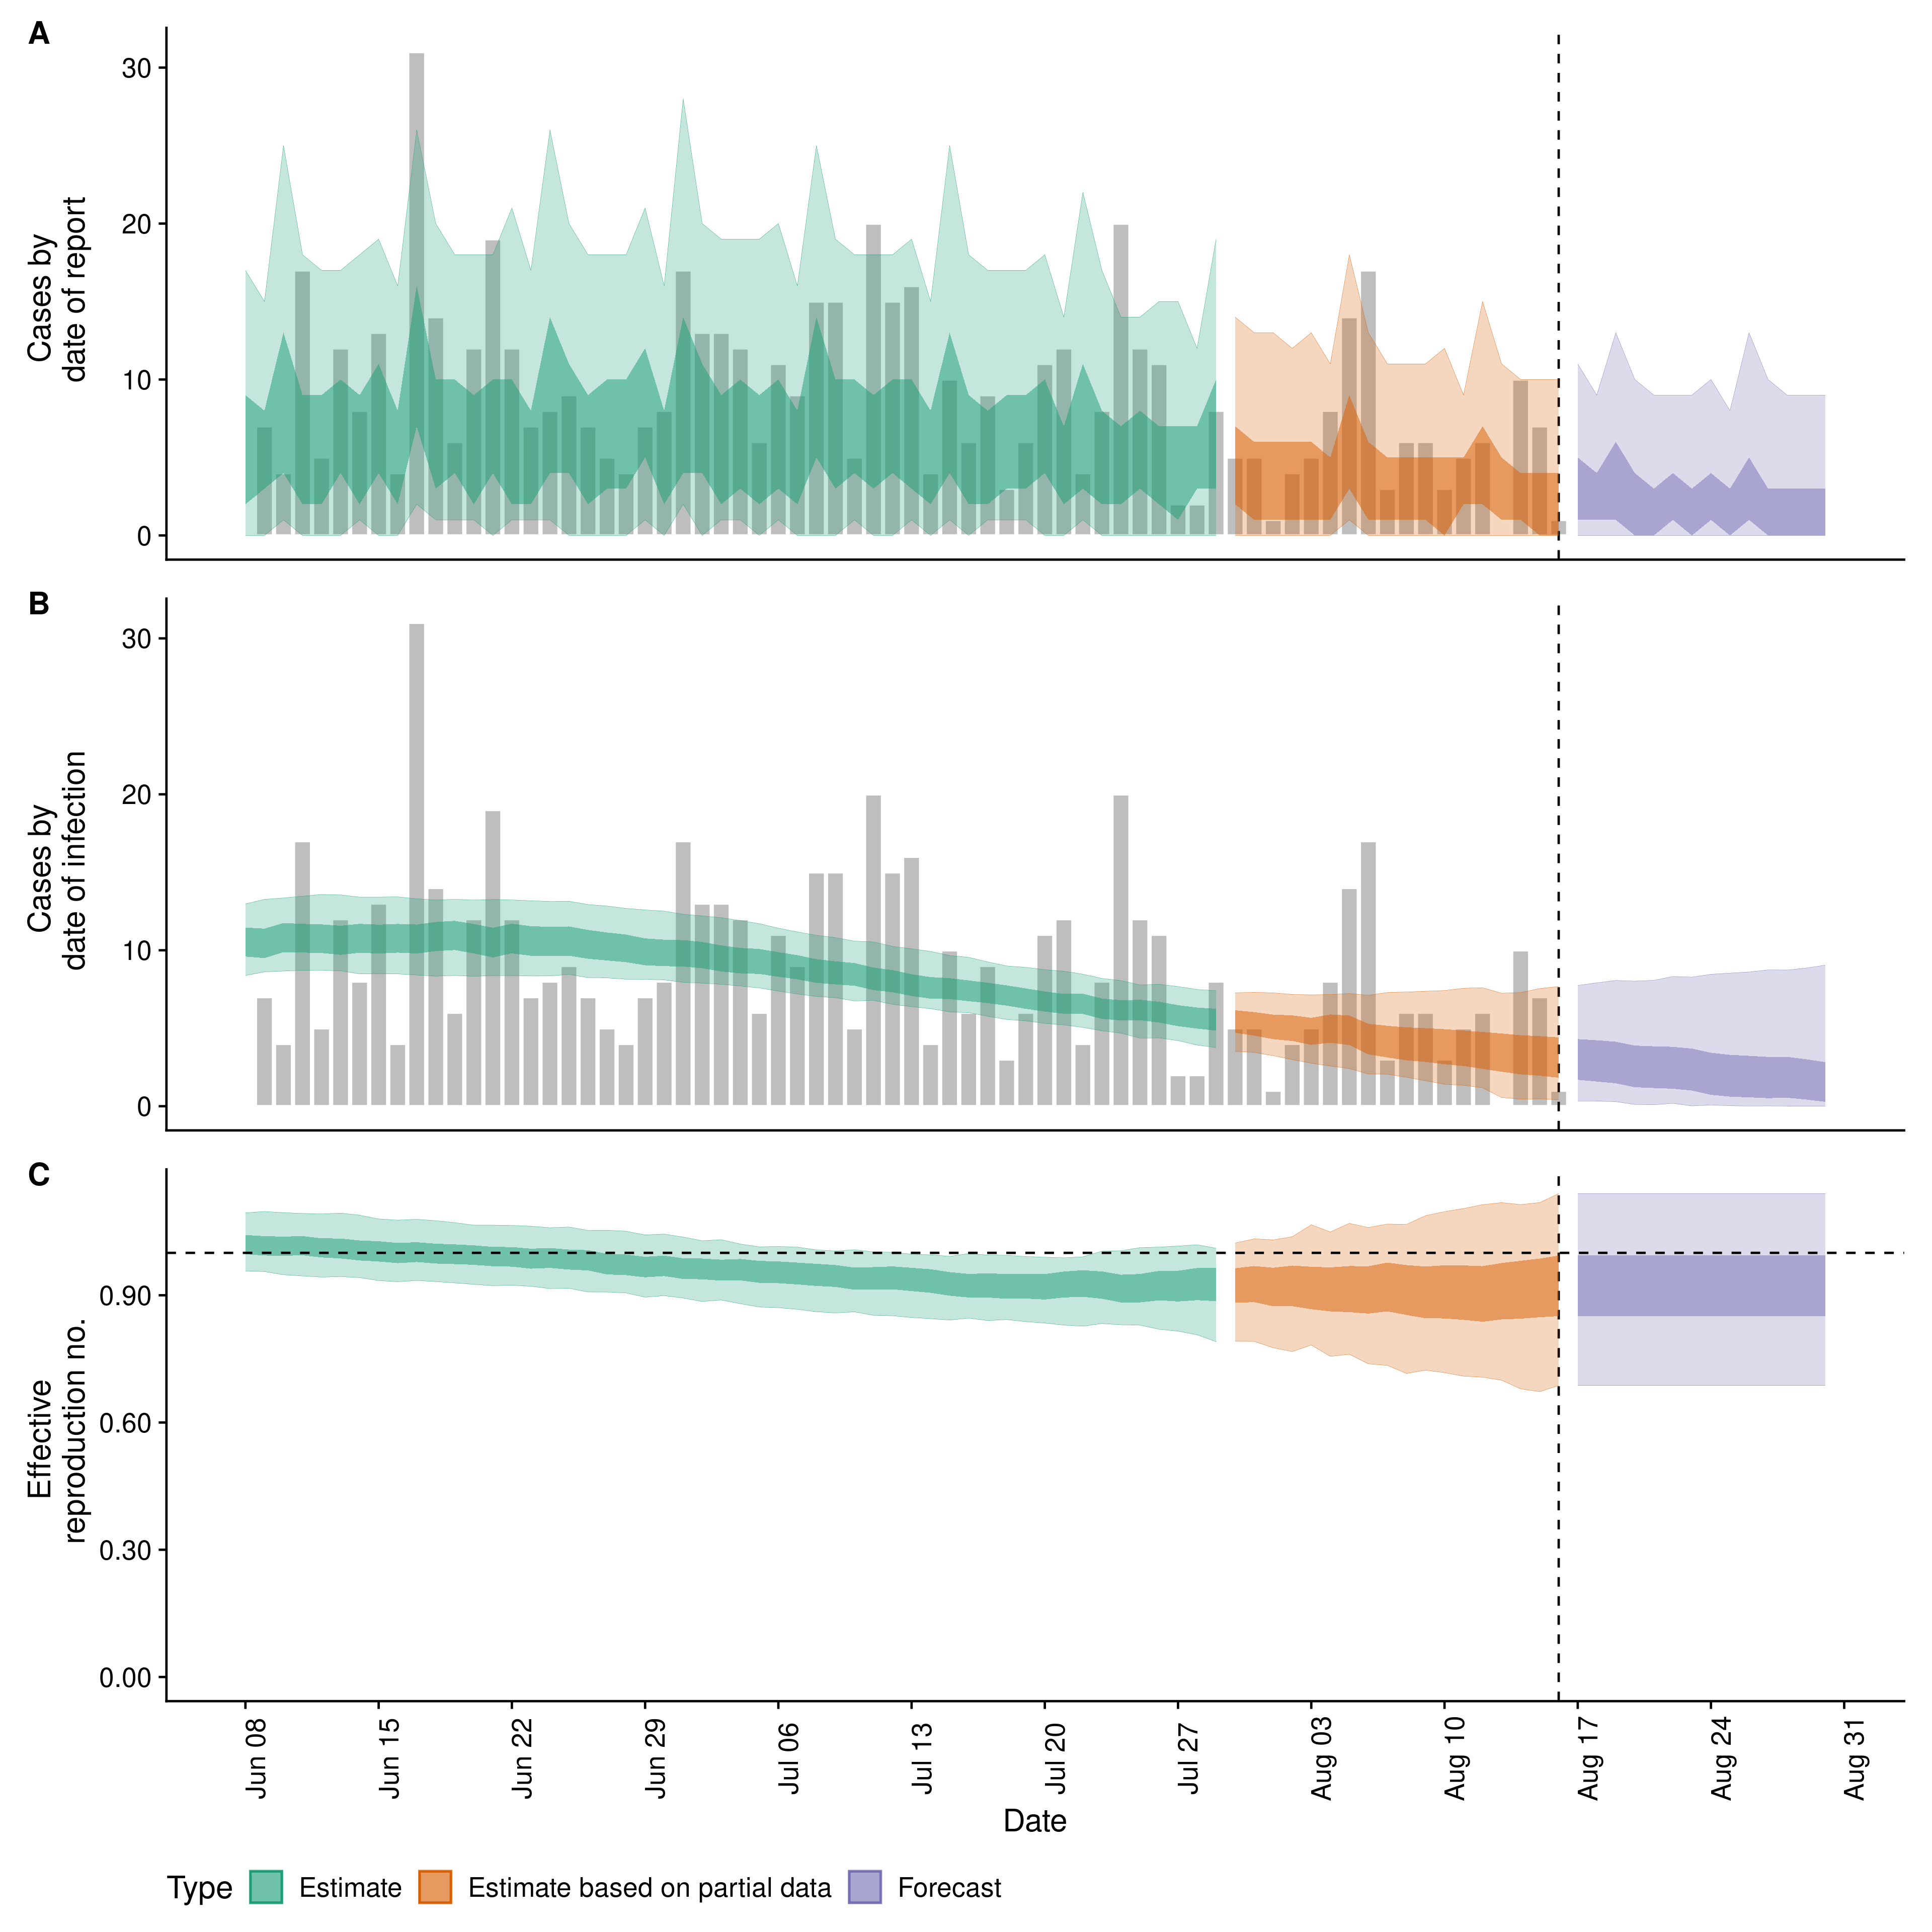 A
Cases by
date of report
30
20
10
0
B
Cases by
date of infection
30
20
10
0
C
Effective
reproduction no.
0.90
0.60
0.30
0.00
Jun 08
Jun 15
Jun 22
Jun 29
Jul 06
Jul 13
Jul 20
Jul 27
Aug 03
Aug 10
Aug 17
Aug 24
Aug 31
Date
Type Estimate Estimate based on partial data Forecast